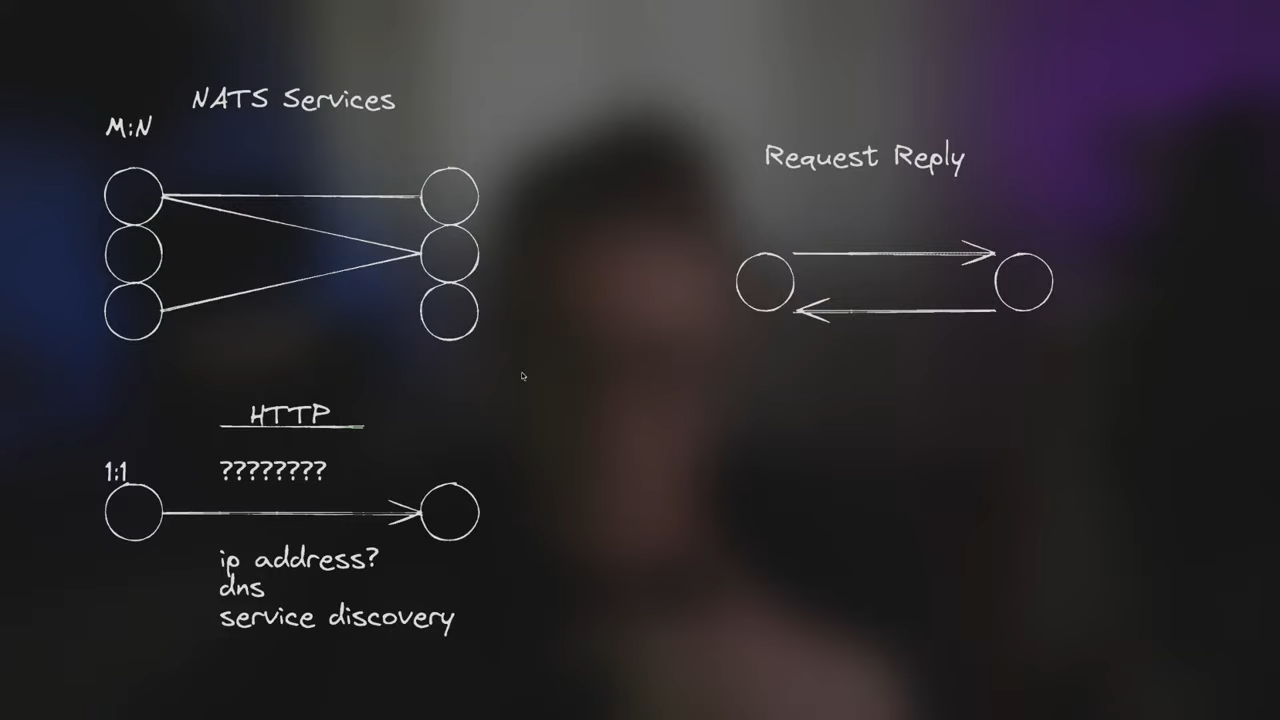 NATS Services
M:N
Request Reply
HTTP
1:1
????????
ip address?
dns
service discovery